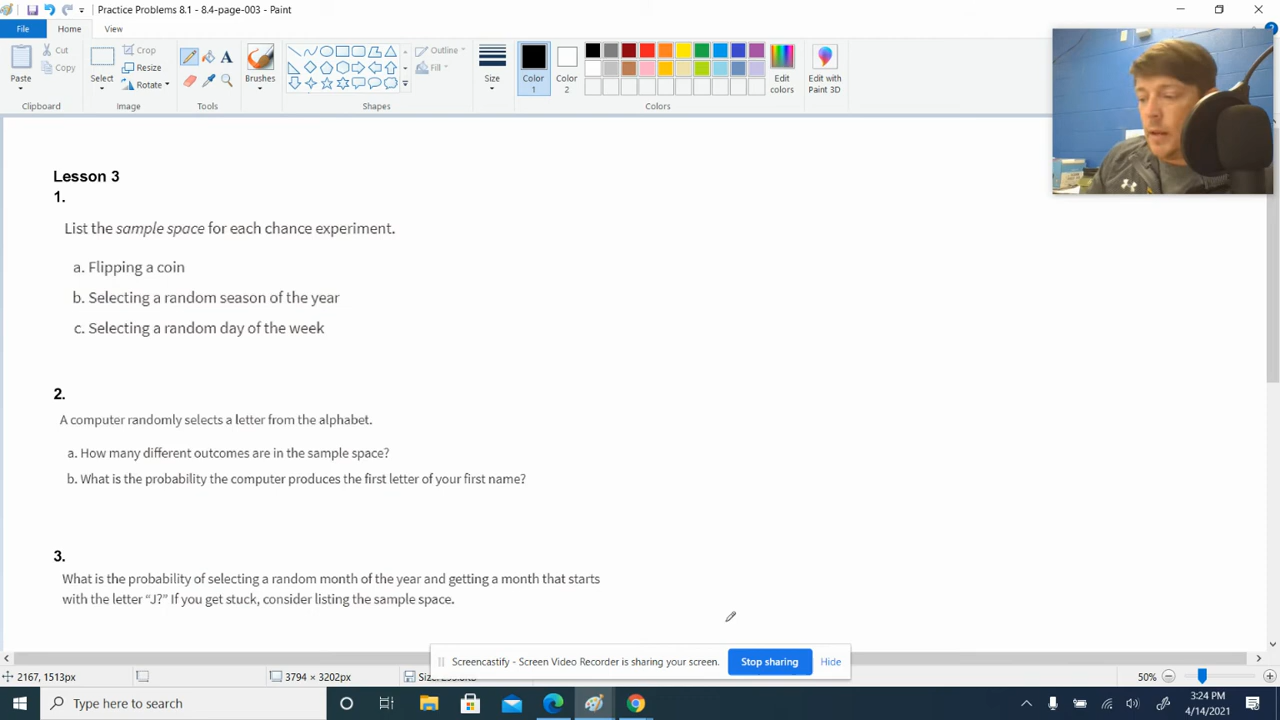 Practice Problems 8.1 - 8.4-page-003 - Paint
File
Home
View
Paste
Cut
Copy
Clipboard
Select
Crop
Resize
Rotate
Image
Tools
Brushes
Outline
Fill
Shapes
Size
Color 1
Color 2
Edit colors
Colors
Edit with Paint 3D
Lesson 3
1.
List the sample space for each chance experiment.
a. Flipping a coin
b. Selecting a random season of the year
c. Selecting a random day of the week
2.
A computer randomly selects a letter from the alphabet.
a. How many different outcomes are in the sample space?
b. What is the probability the computer produces the first letter of your first name?
3.
What is the probability of selecting a random month of the year and getting a month that starts
with the letter “J?” If you get stuck, consider listing the sample space.
Screencastify - Screen Video Recorder is sharing your screen.
Stop sharing
Hide
2167, 1513px
3794 × 3202px
50%
Type here to search
3:24 PM
4/14/2021